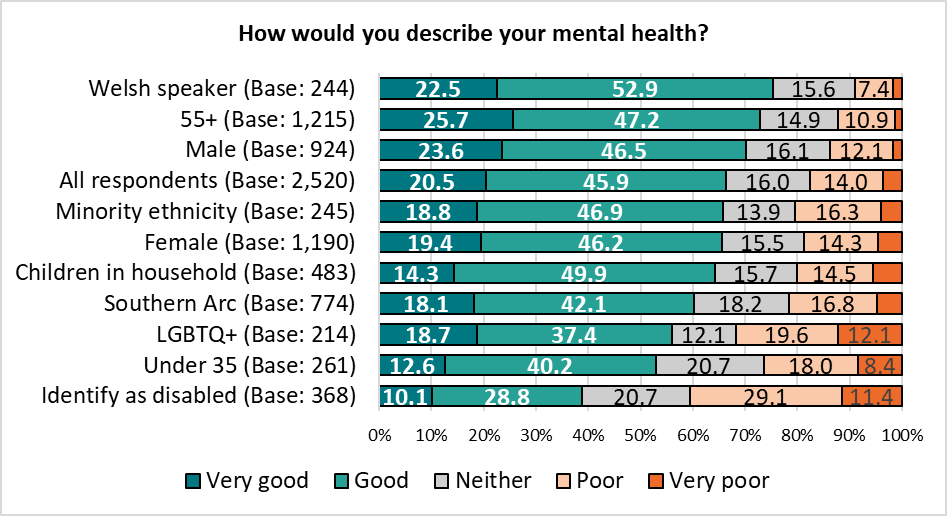 How would you describe your mental health?
Welsh speaker (Base: 244) 22.5 52.9 15.6 7.4
55+ (Base: 1,215) 25.7 47.2 14.9 10.9
Male (Base: 924) 23.6 46.5 16.1 12.1
All respondents (Base: 2,520) 20.5 45.9 16.0 14.0
Minority ethnicity (Base: 245) 18.8 46.9 13.9 16.3
Female (Base: 1,190) 19.4 46.2 15.5 14.3
Children in household (Base: 483) 14.3 49.9 15.7 14.5
Southern Arc (Base: 774) 18.1 42.1 18.2 16.8
LGBTQ+ (Base: 214) 18.7 37.4 12.1 19.6 12.1
Under 35 (Base: 261) 12.6 40.2 20.7 18.0 8.4
Identify as disabled (Base: 368) 10.1 28.8 20.7 29.1 11.4
0% 10% 20% 30% 40% 50% 60% 70% 80% 90% 100%
Very good Good Neither Poor Very poor